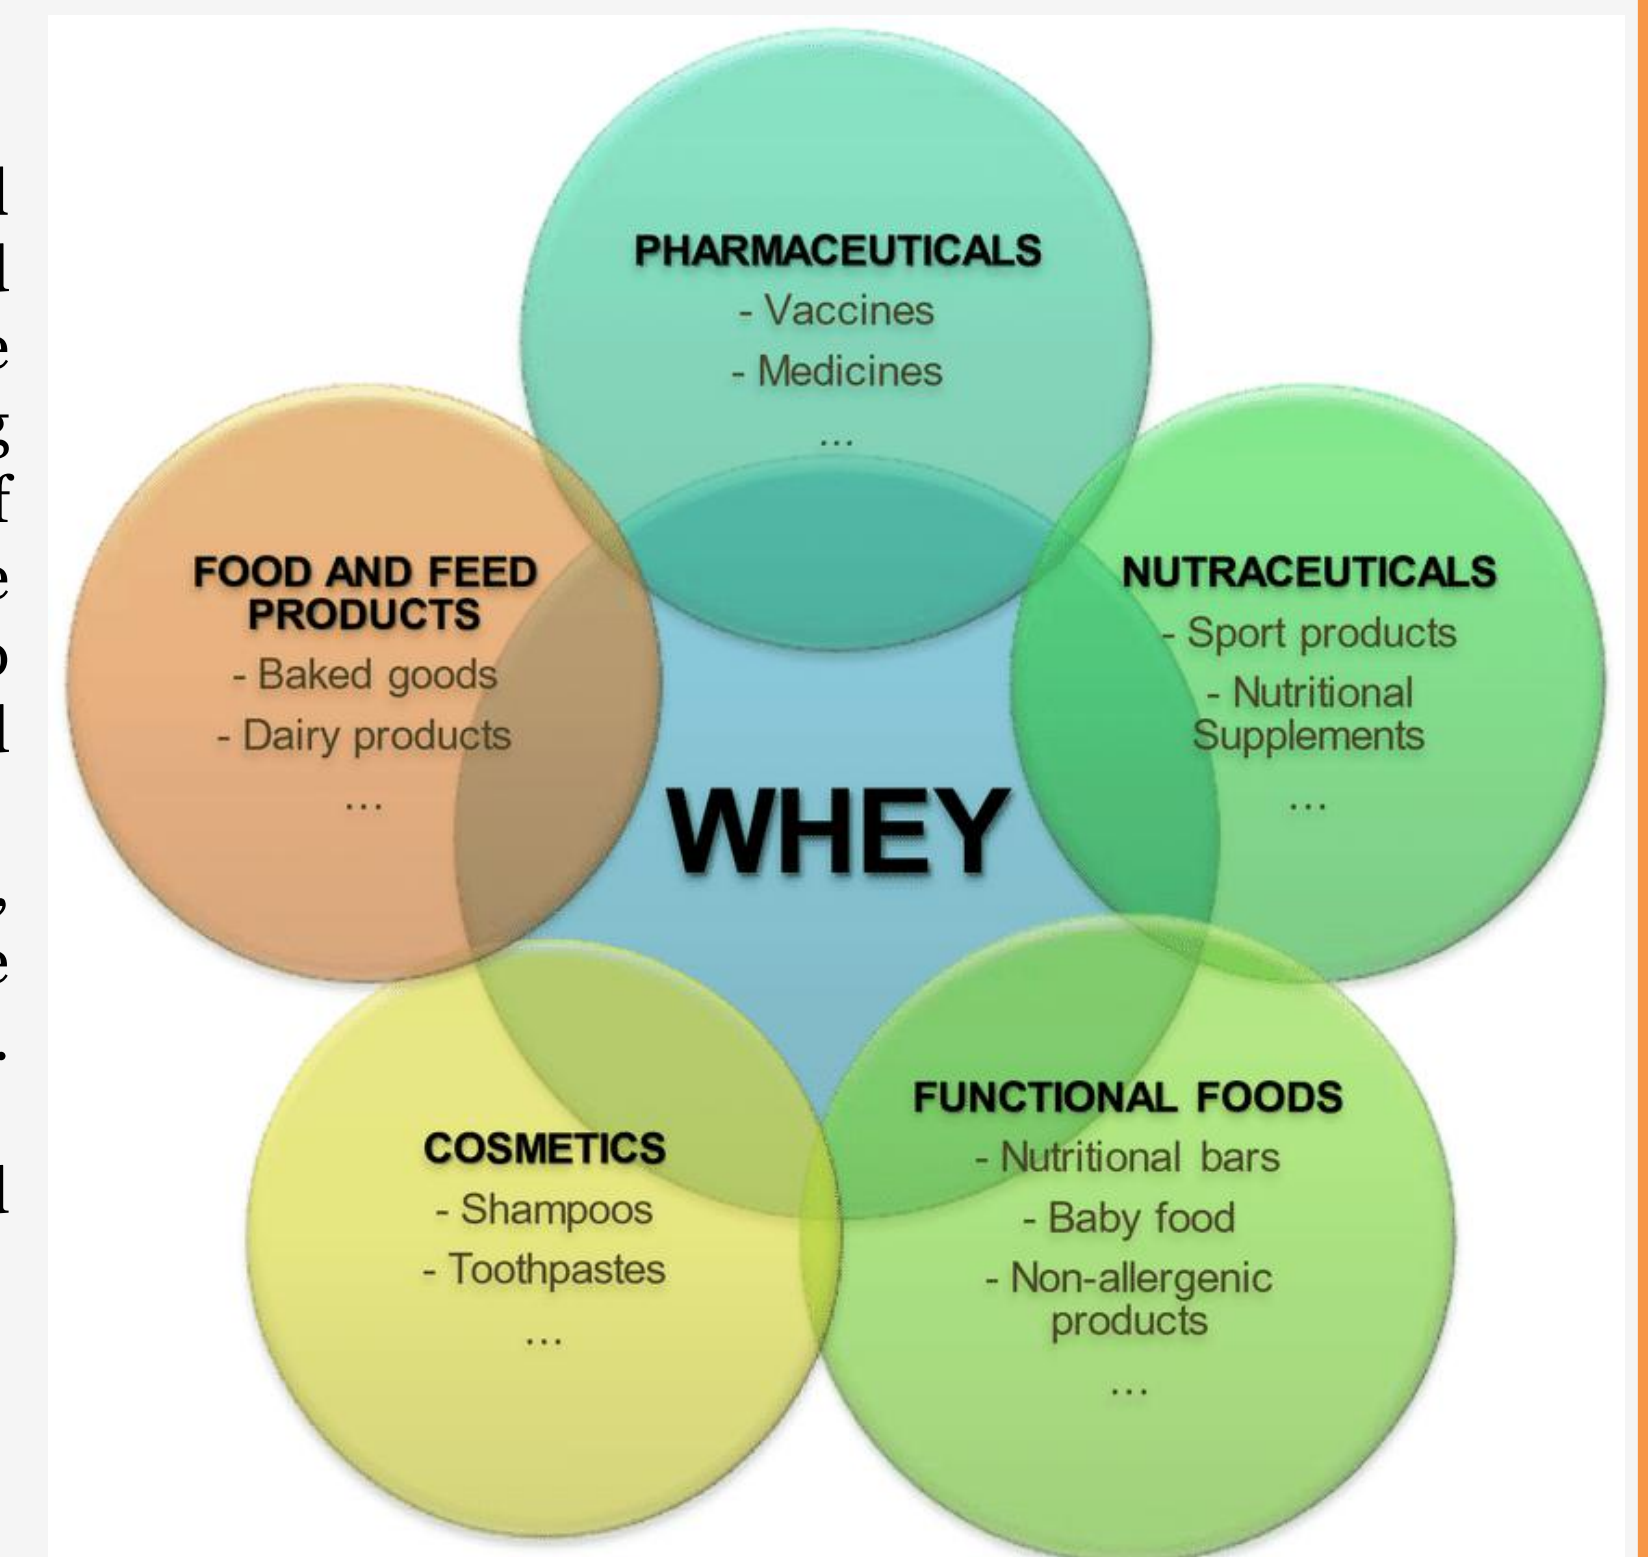 PHARMACEUTICALS
- Vaccines
- Medicines
...
FOOD AND FEED
PRODUCTS
- Baked goods
- Dairy products
...
NUTRACEUTICALS
- Sport products
- Nutritional
Supplements
...
WHEY
COSMETICS
- Shampoos
- Toothpastes
...
FUNCTIONAL FOODS
- Nutritional bars
- Baby food
- Non-allergenic
products
...